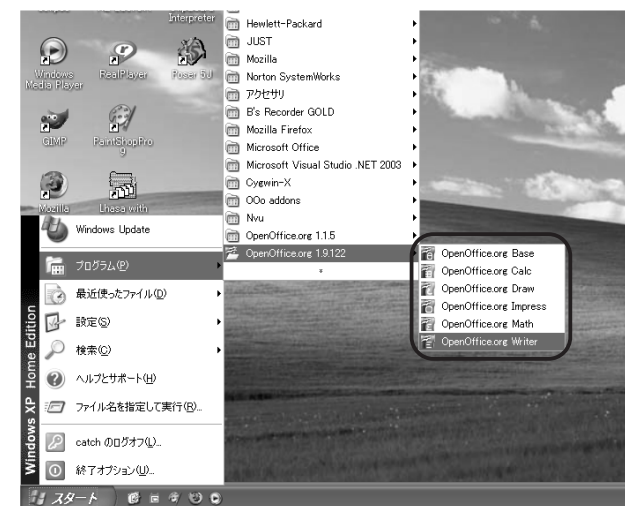 Interpreter
Windows
Media Player
RealPlayer
Poser 5U
GIMP
PaintShopPro
9
Mozilla
Lhasa with
Hewlett-Packard
JUST
Mozilla
Norton SystemWorks
アクセサリ
B's Recorder GOLD
Mozilla Firefox
Microsoft Office
Microsoft Visual Studio .NET 2003
Cygwin-X
OOo addons
Nvu
OpenOffice.org 1.1.5
OpenOffice.org 1.9.122
OpenOffice.org Base
OpenOffice.org Calc
OpenOffice.org Draw
OpenOffice.org Impress
OpenOffice.org Math
OpenOffice.org Writer
Windows Update
プログラム(P)
最近使ったファイル(D)
設定(S)
検索(C)
ヘルプとサポート(H)
ファイル名を指定して実行(R)...
catch のログオフ(L)...
終了オプション(U)...
Windows XP Home Edition
スタート